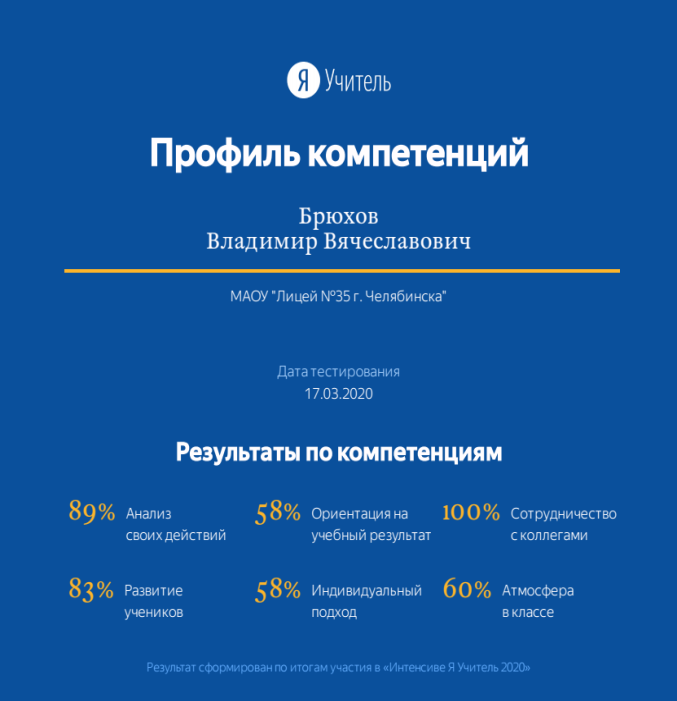 Я Учитель
Профиль компетенций
Брюхов
Владимир Вячеславович
МАОУ "Лицей №35 г. Челябинска"
Дата тестирования
17.03.2020
Результаты по компетенциям
89% Анализ
своих действий
58% Ориентация на
учебный результат
100% Сотрудничество
с коллегами
83% Развитие
учеников
58% Индивидуальный
подход
60% Атмосфера
в классе
Результат сформирован по итогам участия в «Интенсиве Я Учитель 2020»